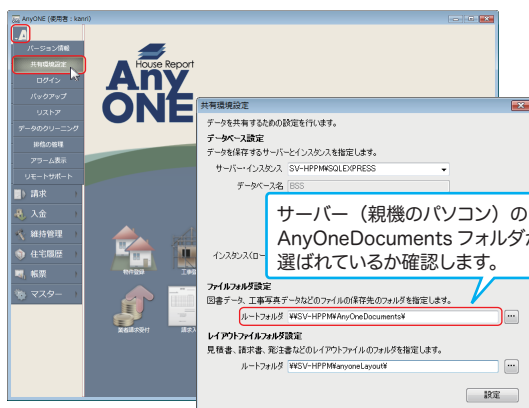 AnyONE (使用者：kanri)
バージョン情報
共有環境設定
ログイン
バックアップ
リストア
データのクリーニング
排他の管理
アラーム表示
リモートサポート
請求
入金
維持管理
住宅履歴
帳票
マスター
House Report
Any
ONE
物件登録
業者請求受付
共有環境設定
データを共有するための設定を行います。
データベース設定
データを保存するサーバーとインスタンスを指定します。
サーバー・インスタンス SV-HPPM¥SQLEXPRESS
データベース名 BSS
インスタンス(ロー
サーバー（親機のパソコン）の
AnyOneDocuments フォルダが
選ばれているか確認します。
ファイルフォルダ設定
図書データ、工事写真データなどのファイルの保存先のフォルダを指定します。
ルートフォルダ ¥¥SV-HPPM¥AnyOneDocuments¥ ...
レイアウトファイルフォルダ設定
見積書、請求書、発注書などのレイアウトファイルのフォルダを指定します。
ルートフォルダ ¥¥SV-HPPM¥anyoneLayout¥ ...
設定